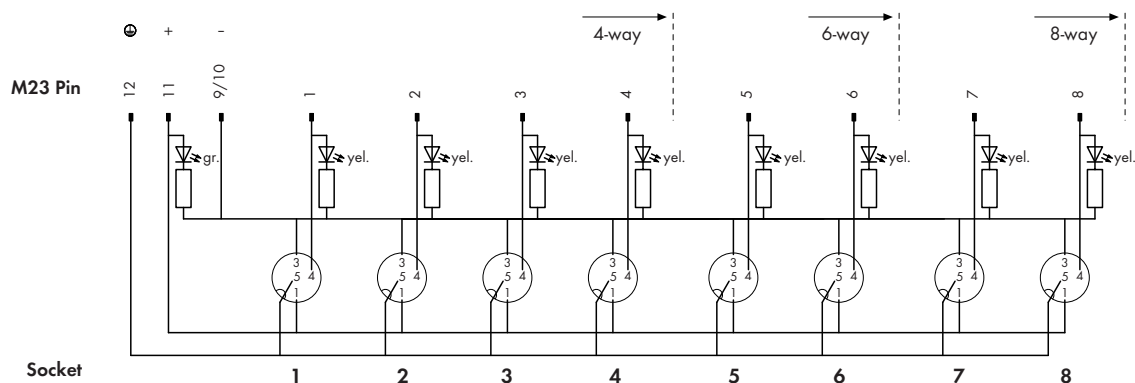 4-way 6-way 8-way
+ –
M23 Pin 12 11 9/10 1 2 3 4 5 6 7 8
gr. yel. yel. yel. yel. yel. yel. yel. yel.
3 3 3 3 3 3 3 3
5 4 5 4 5 4 5 4 5 4 5 4 5 4 5 4
1 1 1 1 1 1 1 1
Socket 1 2 3 4 5 6 7 8